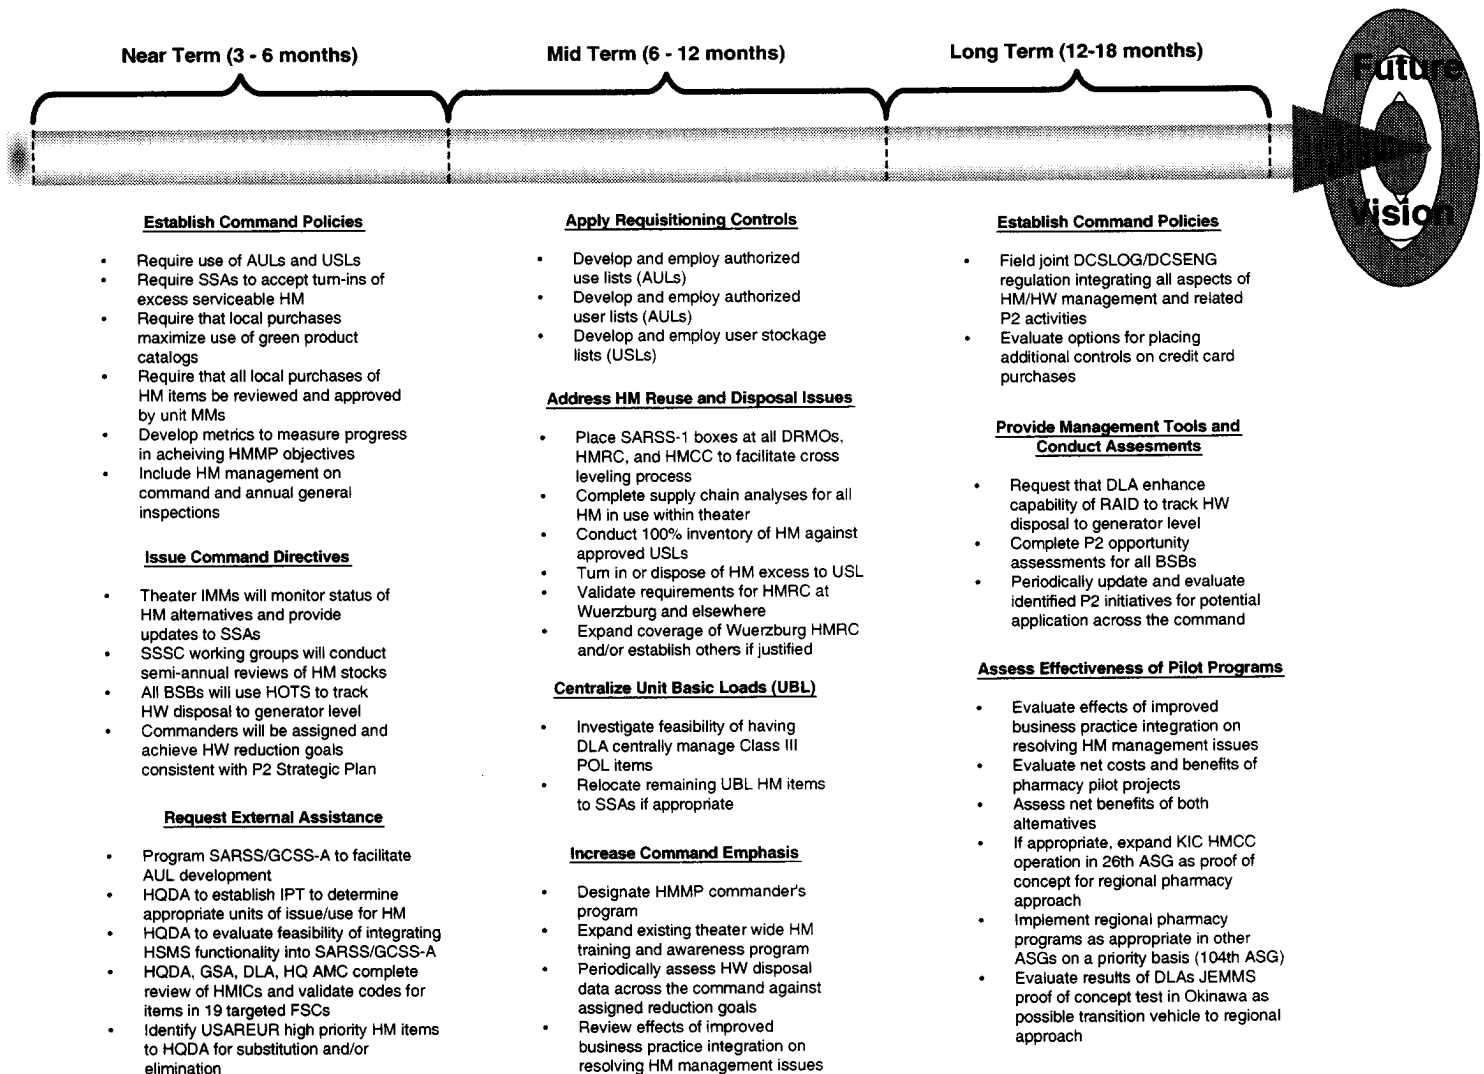 Near Term (3 - 6 months)
Mid Term (6 - 12 months)
Long Term (12-18 months)
Future
Vision
Establish Command Policies
• Require use of AULs and USLs
• Require SSAs to accept turn-ins of
excess serviceable HM
• Require that local purchases
maximize use of green product
catalogs
• Require that all local purchases of
HM items be reviewed and approved
by unit MMs
• Develop metrics to measure progress
in acheiving HMMP objectives
• Include HM management on
command and annual general
inspections
Issue Command Directives
• Theater IMMs will monitor status of
HM alternatives and provide
updates to SSAs
• SSSC working groups will conduct
semi-annual reviews of HM stocks
• All BSBs will use HOTS to track
HW disposal to generator level
• Commanders will be assigned and
achieve HW reduction goals
consistent with P2 Strategic Plan
Request External Assistance
• Program SARSS/GCSS-A to facilitate
AUL development
• HQDA to establish IPT to determine
appropriate units of issue/use for HM
• HQDA to evaluate feasibility of integrating
HSMS functionality into SARSS/GCSS-A
• HQDA, GSA, DLA, HQ AMC complete
review of HMICs and validate codes for
items in 19 targeted FSCs
• Identify USAREUR high priority HM items
to HQDA for substitution and/or
elimination
Apply Requisitioning Controls
• Develop and employ authorized
use lists (AULs)
• Develop and employ authorized
user lists (AULs)
• Develop and employ user stockage
lists (USLs)
Address HM Reuse and Disposal Issues
• Place SARSS-1 boxes at all DRMOs,
HMRC, and HMCC to facilitate cross
leveling process
• Complete supply chain analyses for all
HM in use within theater
• Conduct 100% inventory of HM against
approved USLs
• Turn in or dispose of HM excess to USL
• Validate requirements for HMRC at
Wuerzburg and elsewhere
• Expand coverage of Wuerzburg HMRC
and/or establish others if justified
Centralize Unit Basic Loads (UBL)
• Investigate feasibility of having
DLA centrally manage Class III
POL items
• Relocate remaining UBL HM items
to SSAs if appropriate
Increase Command Emphasis
• Designate HMMP commander's
program
• Expand existing theater wide HM
training and awareness program
• Periodically assess HW disposal
data across the command against
assigned reduction goals
• Review effects of improved
business practice integration on
resolving HM management issues
Establish Command Policies
• Field joint DCSLOG/DCSENG
regulation integrating all aspects of
HM/HW management and related
P2 activities
• Evaluate options for placing
additional controls on credit card
purchases
Provide Management Tools and
Conduct Assesments
• Request that DLA enhance
capability of RAID to track HW
disposal to generator level
• Complete P2 opportunity
assessments for all BSBs
• Periodically update and evaluate
identified P2 initiatives for potential
application across the command
Assess Effectiveness of Pilot Programs
• Evaluate effects of improved
business practice integration on
resolving HM management issues
• Evaluate net costs and benefits of
pharmacy pilot projects
• Assess net benefits of both
alternatives
• If appropriate, expand KIC HMCC
operation in 26th ASG as proof of
concept for regional pharmacy
approach
• Implement regional pharmacy
programs as appropriate in other
ASGs on a priority basis (104th ASG)
• Evaluate results of DLAs JEMMS
proof of concept test in Okinawa as
possible transition vehicle to regional
approach